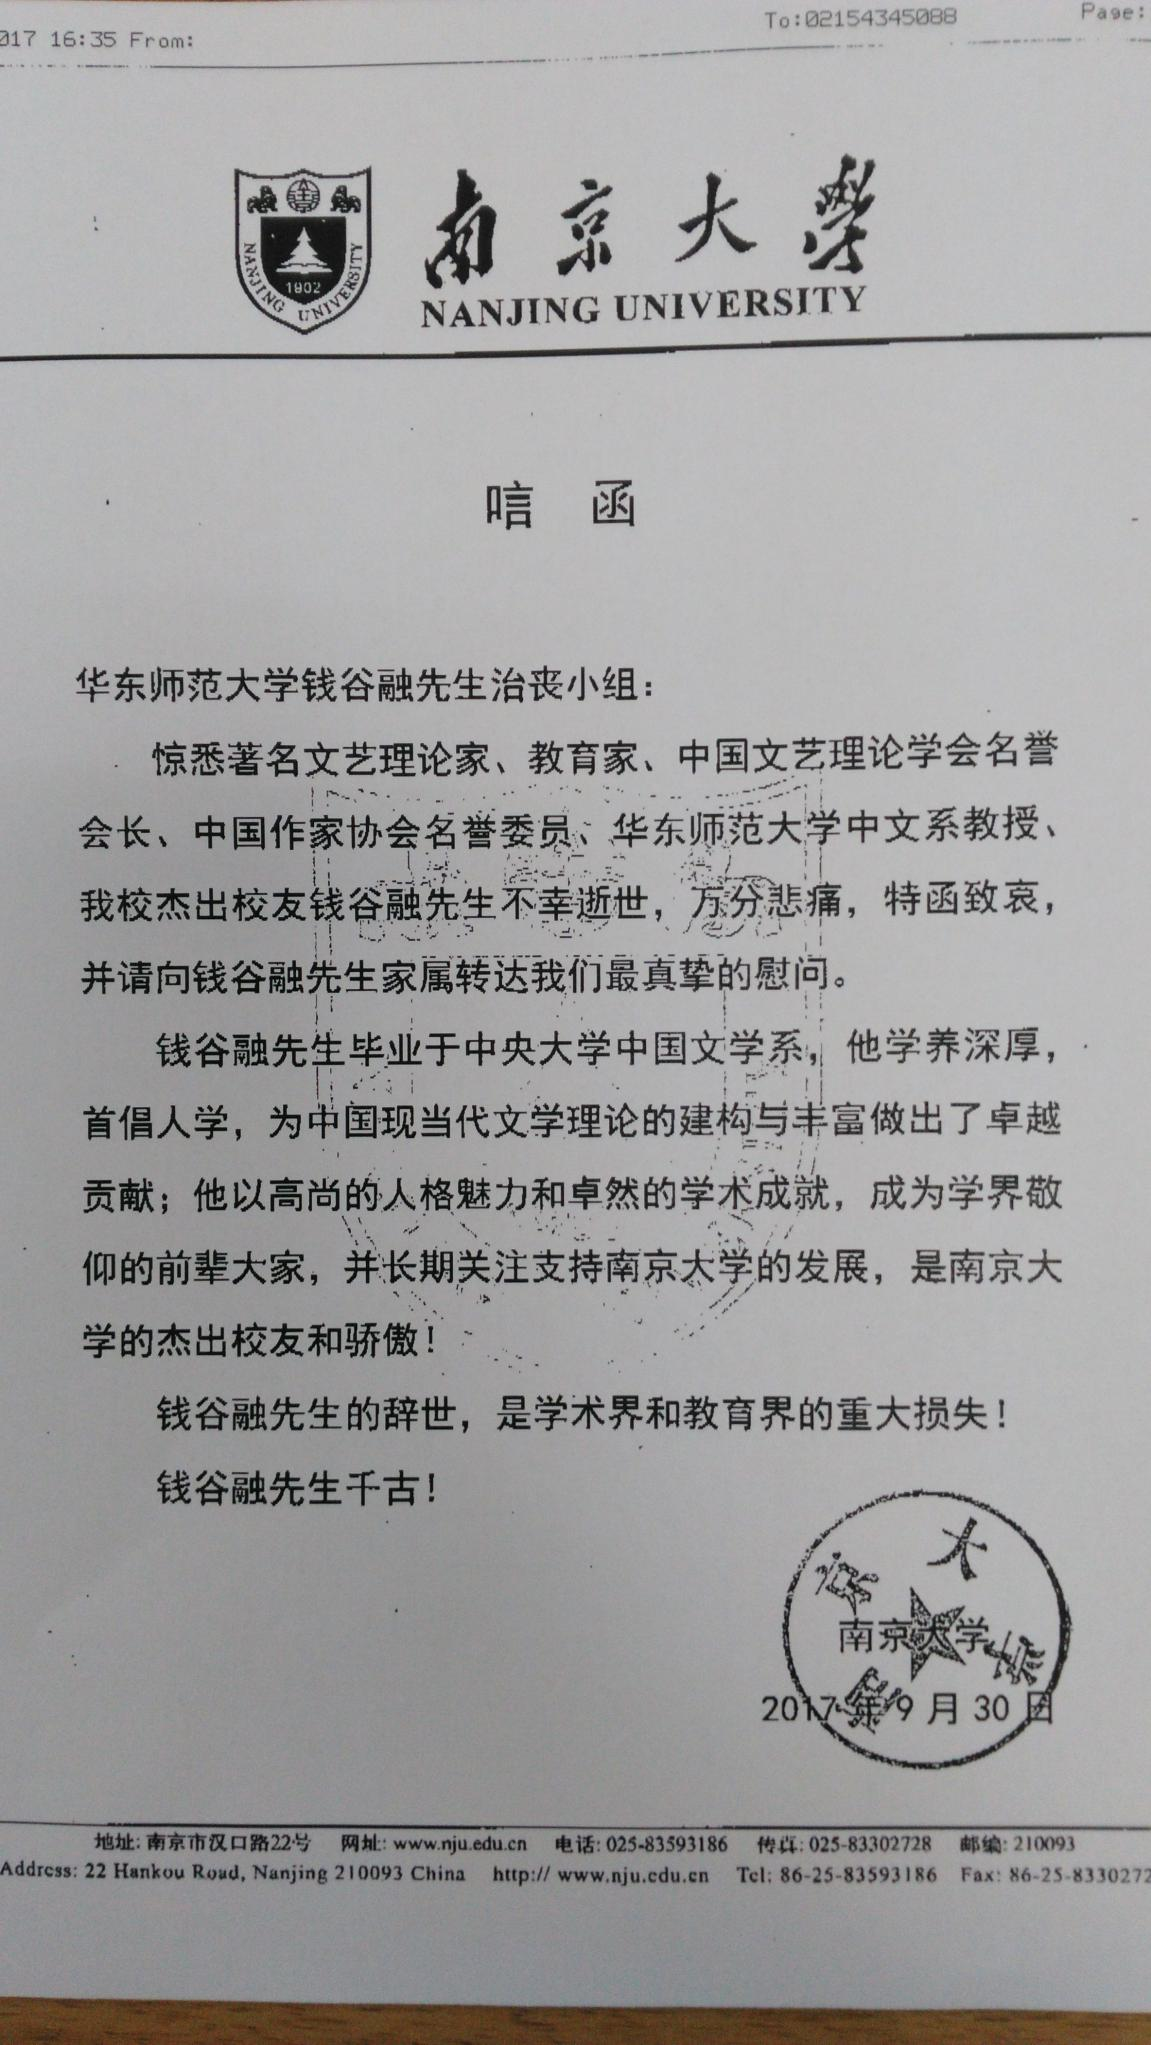 017 16:35 From:
To:02154345088
Page:
1902
NANJING UNIVERSITY
南京大學
NANJING UNIVERSITY
唁 函
华东师范大学钱谷融先生治丧小组：
惊悉著名文艺理论家、教育家、中国文艺理论学会名誉
会长、中国作家协会名誉委员、华东师范大学中文系教授、
我校杰出校友钱谷融先生不幸逝世，万分悲痛，特函致哀，
并请向钱谷融先生家属转达我们最真挚的慰问。
钱谷融先生毕业于中央大学中国文学系，他学养深厚，
首倡人学，为中国现当代文学理论的建构与丰富做出了卓越
贡献；他以高尚的人格魅力和卓然的学术成就，成为学界敬
仰的前辈大家，并长期关注支持南京大学的发展，是南京大
学的杰出校友和骄傲！
钱谷融先生的辞世，是学术界和教育界的重大损失！
钱谷融先生千古！
南京大学
2017年9月30日
地址: 南京市汉口路22号 网址: www.nju.edu.cn 电话: 025-83593186 传真: 025-83302728 邮编: 210093
Address: 22 Hankou Road, Nanjing 210093 China http:// www.nju.edu.cn Tel: 86-25-83593186 Fax: 86-25-8330272